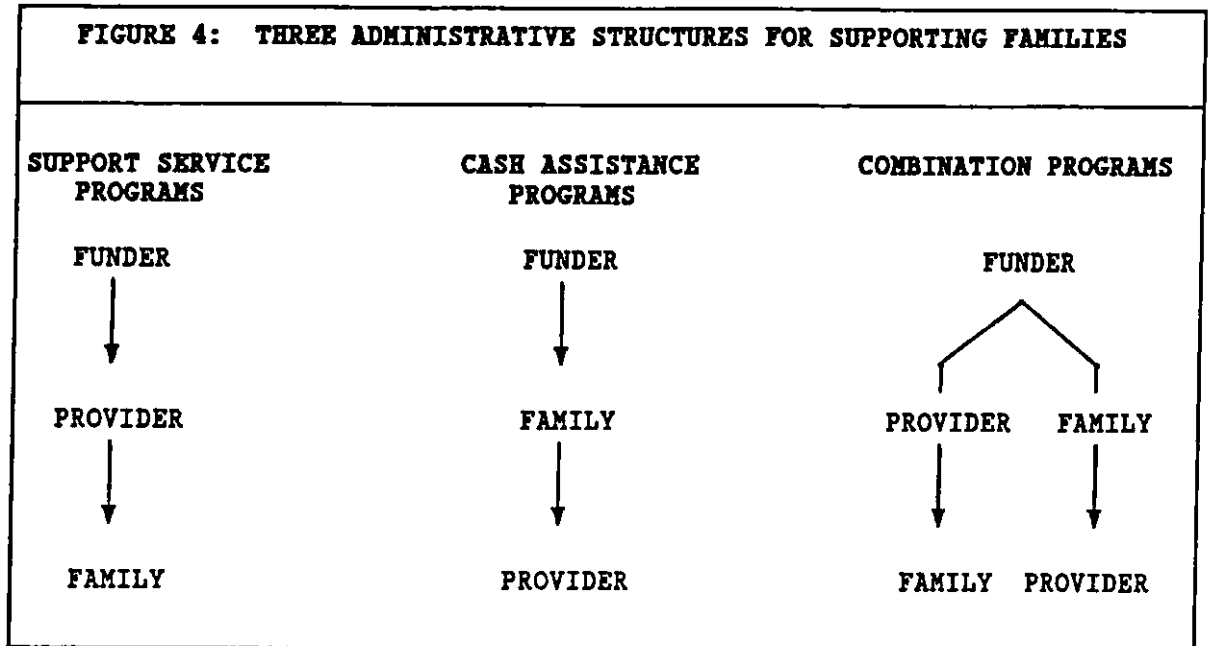 FIGURE 4: THREE ADMINISTRATIVE STRUCTURES FOR SUPPORTING FAMILIES
SUPPORT SERVICE PROGRAMS
CASH ASSISTANCE PROGRAMS
COMBINATION PROGRAMS
FUNDER
PROVIDER
FAMILY
FUNDER
FAMILY
PROVIDER
FUNDER
PROVIDER FAMILY
FAMILY PROVIDER